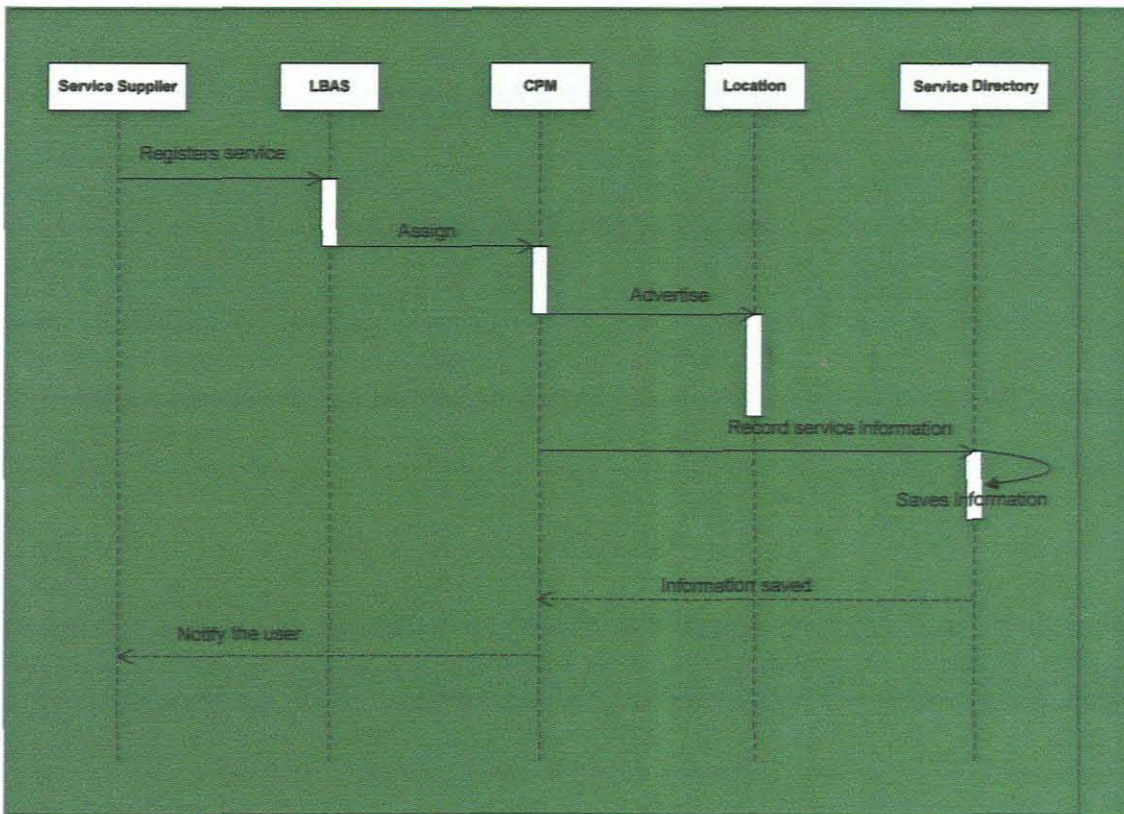 Service Supplier
LBAS
CPM
Location
Service Directory
Registers service
Assign
Advertise
Record service information
Saves information
Information saved
Notify the user